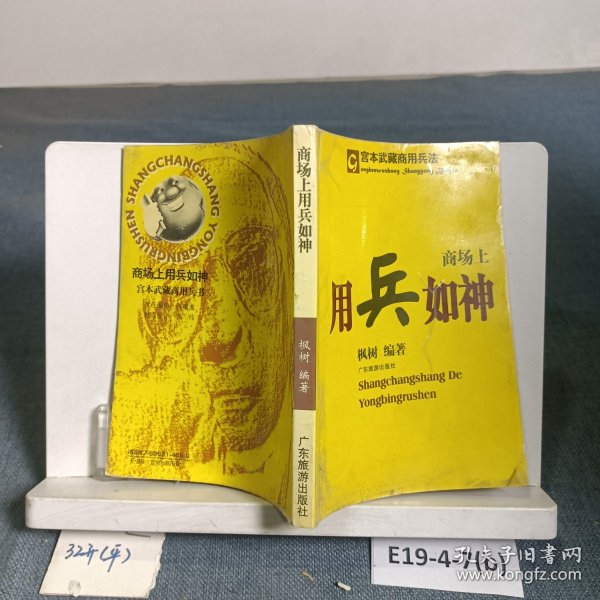 SHANGCHANGSHANG YONGBINGRUSHEN
商场上用兵如神
宫本武藏商用兵书
商场上用兵如神
枫树 编著
广东旅游出版社
C
宫本武藏商用兵法
商场上
用兵如神
枫树 编著
广东旅游出版社
Shangchangshang De
Yongbingrushen
32开(平)
E19-4-7(6)
孔夫子旧书网
www.kongfz.com